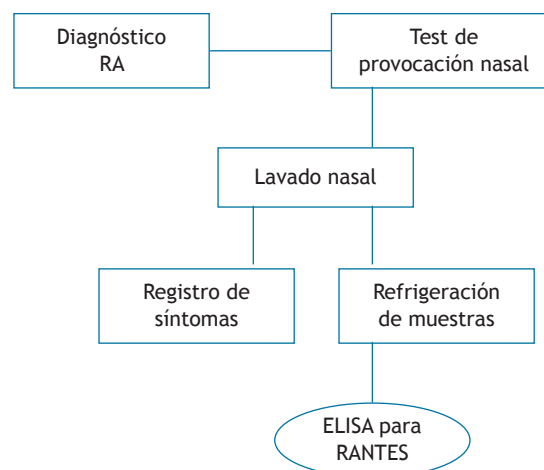 Diagnóstico
RA
Test de
provocación nasal
Lavado nasal
Registro de
síntomas
Refrigeración
de muestras
ELISA para
RANTES